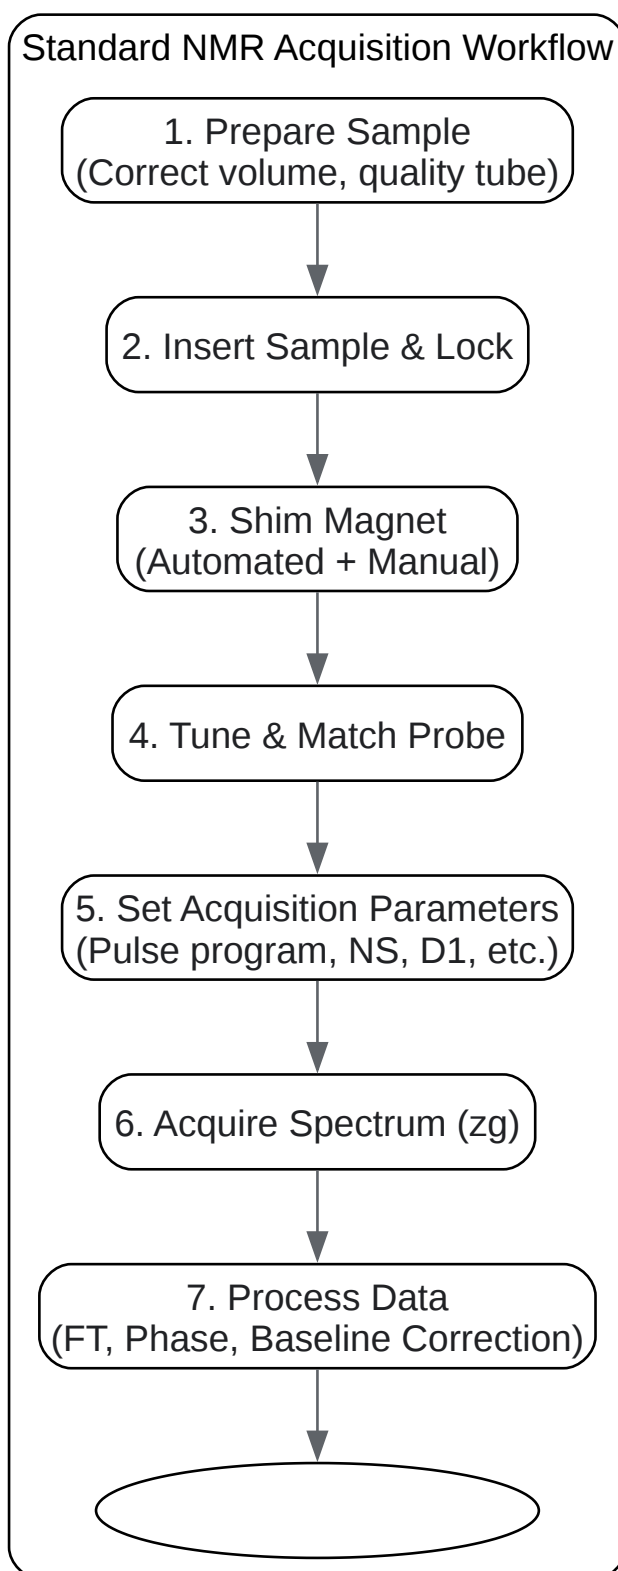 Standard NMR Acquisition Workflow
1. Prepare Sample
(Correct volume, quality tube)
2. Insert Sample & Lock
3. Shim Magnet
(Automated + Manual)
4. Tune & Match Probe
5. Set Acquisition Parameters
(Pulse program, NS, D1, etc.)
6. Acquire Spectrum (zg)
7. Process Data
(FT, Phase, Baseline Correction)